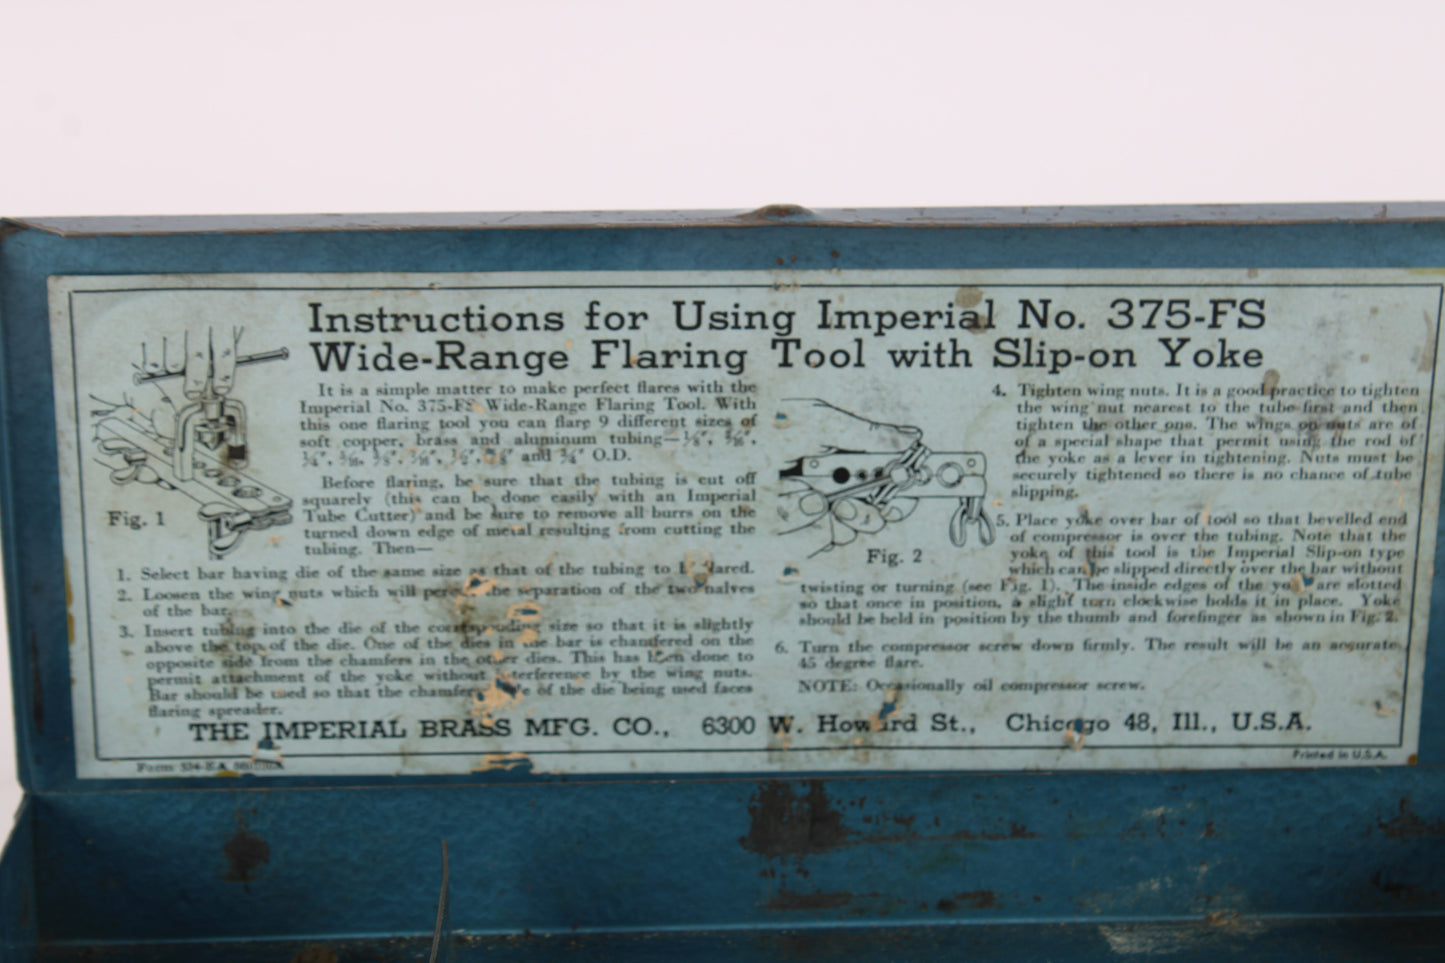 Instructions for Using Imperial No. 375-FS
Wide-Range Flaring Tool with Slip-on Yoke
It is a simple matter to make perfect flares with the
Imperial No. 375-FS Wide-Range Flaring Tool. With
this one flaring tool you can flare 9 different sizes of
soft copper, brass and aluminum tubing—⅛", 3/16",
¼", 5/16", ⅜", 7/16", ½", ⅝" and ¾" O.D.
Before flaring, be sure that the tubing is cut off
squarely (this can be done easily with an Imperial
Tube Cutter) and be sure to remove all burrs on the
turned down edge of metal resulting from cutting the
tubing. Then—
Fig. 1
1. Select bar having die of the same size as that of the tubing to be flared.
2. Loosen the wing nuts which will the separation of the two halves
of the bar.
3. Insert tubing into the die of the corresponding size so that it is slightly
above the top of the die. One of the dies in the bar is chamfered on the
opposite side from the chamfers in the other dies. This has been done to
permit attachment of the yoke without interference by the wing nuts.
Bar should be used so that the of the die being used faces
flaring spreader.
Fig. 2
4. Tighten wing nuts. It is a good practice to tighten
the wing nut nearest to the tube first and then
tighten the other one. The wings on nuts are of
of a special shape that permit using the rod of
the yoke as a lever in tightening. Nuts must be
securely tightened so there is no chance of tube
slipping.
5. Place yoke over bar of tool so that bevelled end
of compressor is over the tubing. Note that the
yoke of this tool is the Imperial Slip-on type
which can be slipped directly over the bar without
twisting or turning (see Fig. 1). The inside edges of the yoke are slotted
so that once in position, a slight turn clockwise holds it in place. Yoke
should be held in position by the thumb and forefinger as shown in Fig. 2.
6. Turn the compressor screw down firmly. The result will be an accurate
45 degree flare.
NOTE: Occasionally oil compressor screw.
THE IMPERIAL BRASS MFG. CO., 6300 W. Howard St., Chicago 48, Ill., U.S.A.
Form
Printed in U.S.A.